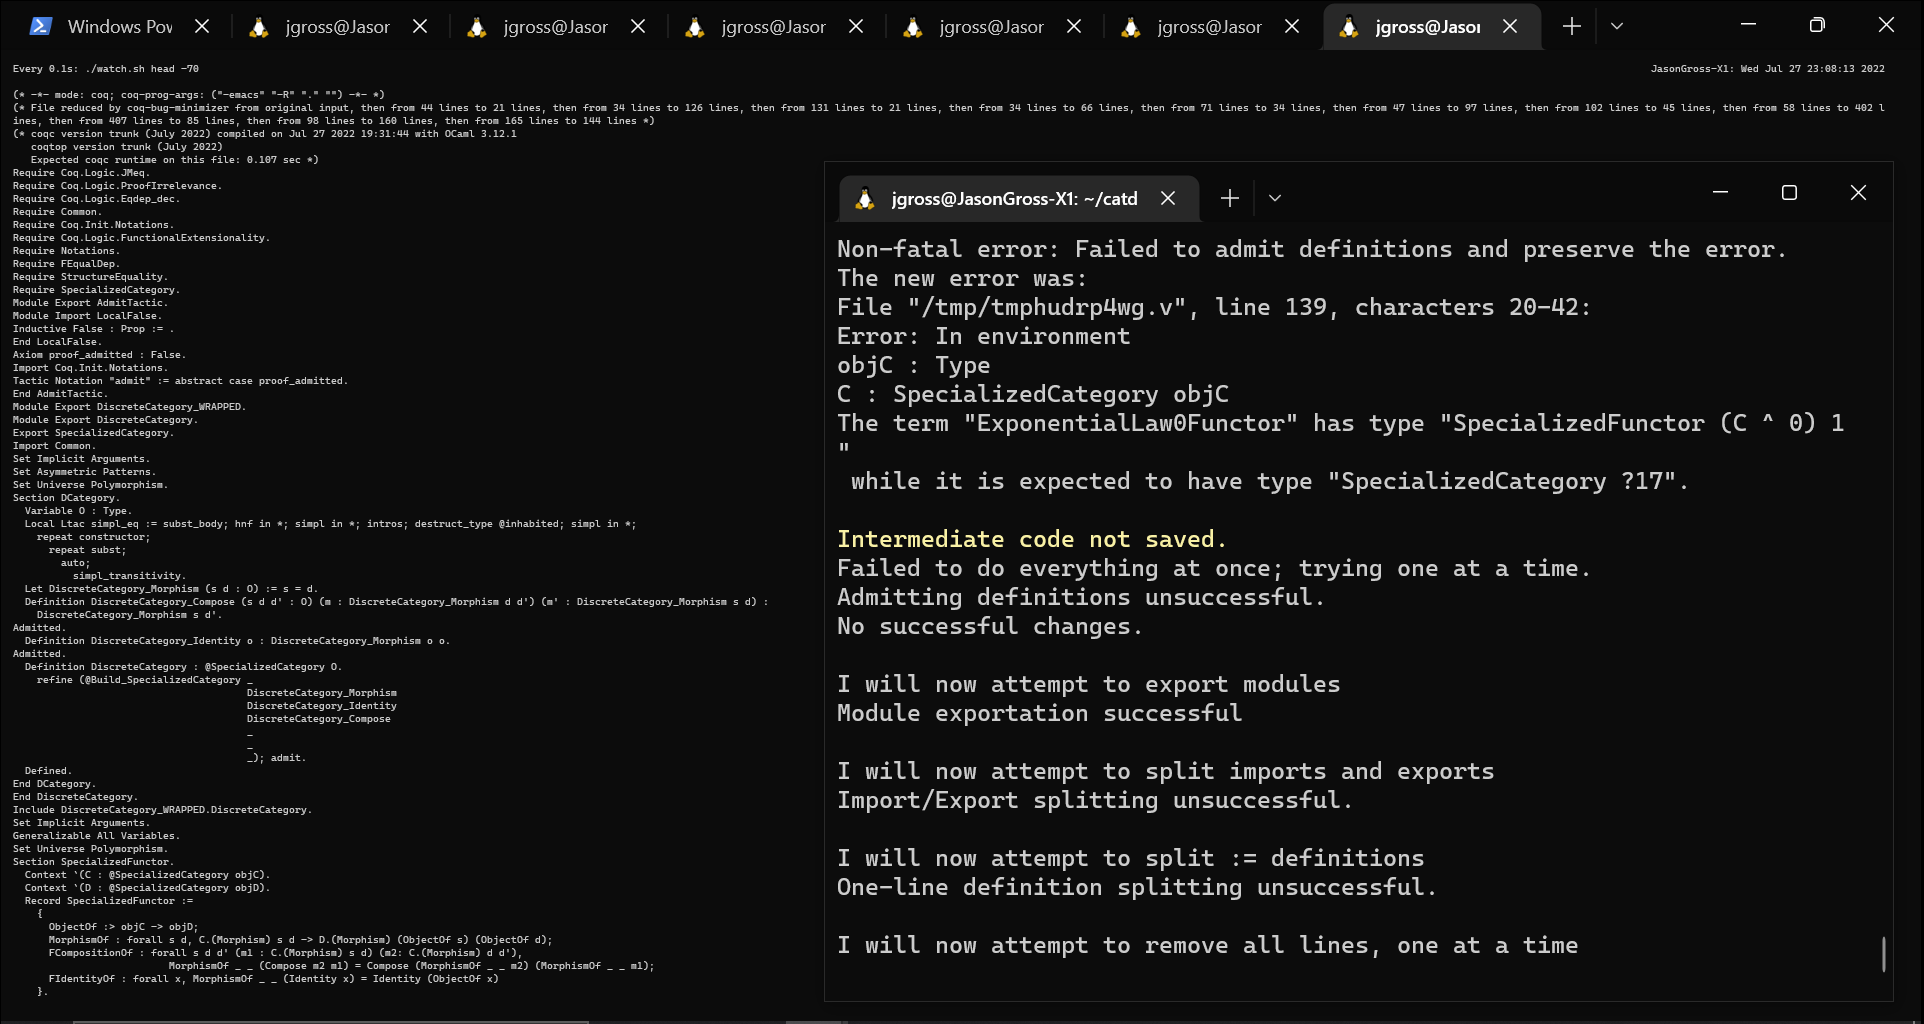 Windows Pow
jgross@Jasor
jgross@Jasor
jgross@Jasor
jgross@Jasor
jgross@Jasor
jgross@Jasor
Every 0.1s: ./watch.sh head -70
JasonGross-X1: Wed Jul 27 23:08:13 2022
(* -*- mode: coq; coq-prog-args: ("-emacs" "-R" "." "") -*- *)
(* File reduced by coq-bug-minimizer from original input, then from 44 lines to 21 lines, then from 34 lines to 126 lines, then from 131 lines to 21 lines, then from 34 lines to 66 lines, then from 71 lines to 34 lines, then from 47 lines to 97 lines, then from 102 lines to 45 lines, then from 58 lines to 402 l
ines, then from 407 lines to 85 lines, then from 98 lines to 160 lines, then from 165 lines to 144 lines *)
(* coqc version trunk (July 2022) compiled on Jul 27 2022 19:31:44 with OCaml 3.12.1
   coqtop version trunk (July 2022)
   Expected coqc runtime on this file: 0.107 sec *)
Require Coq.Logic.JMeq.
Require Coq.Logic.ProofIrrelevance.
Require Coq.Logic.Eqdep_dec.
Require Common.
Require Coq.Init.Notations.
Require Coq.Logic.FunctionalExtensionality.
Require Notations.
Require FEqualDep.
Require StructureEquality.
Require SpecializedCategory.
Module Export AdmitTactic.
Module Import LocalFalse.
Inductive False : Prop := .
End LocalFalse.
Axiom proof_admitted : False.
Import Coq.Init.Notations.
Tactic Notation "admit" := abstract case proof_admitted.
End AdmitTactic.
Module Export DiscreteCategory_WRAPPED.
Module Export DiscreteCategory.
Export SpecializedCategory.
Import Common.
Set Implicit Arguments.
Set Asymmetric Patterns.
Set Universe Polymorphism.
Section DCategory.
  Variable O : Type.
  Local Ltac simpl_eq := subst_body; hnf in *; simpl in *; intros; destruct_type @inhabited; simpl in *;
    repeat constructor;
      repeat subst;
        auto;
          simpl_transitivity.
  Let DiscreteCategory_Morphism (s d : O) := s = d.
  Definition DiscreteCategory_Compose (s d d' : O) (m : DiscreteCategory_Morphism d d') (m' : DiscreteCategory_Morphism s d) :
    DiscreteCategory_Morphism s d'.
Admitted.
  Definition DiscreteCategory_Identity o : DiscreteCategory_Morphism o o.
Admitted.
  Definition DiscreteCategory : @SpecializedCategory O.
    refine (@Build_SpecializedCategory _
                                       DiscreteCategory_Morphism
                                       DiscreteCategory_Identity
                                       DiscreteCategory_Compose
                                       _
                                       _
                                       _); admit.
  Defined.
End DCategory.
End DiscreteCategory.
Include DiscreteCategory_WRAPPED.DiscreteCategory.
Set Implicit Arguments.
Generalizable All Variables.
Set Universe Polymorphism.
Section SpecializedFunctor.
  Context `(C : @SpecializedCategory objC).
  Context `(D : @SpecializedCategory objD).
  Record SpecializedFunctor :=
    {
      ObjectOf :> objC -> objD;
      MorphismOf : forall s d, C.(Morphism) s d -> D.(Morphism) (ObjectOf s) (ObjectOf d);
      FCompositionOf : forall s d d' (m1 : C.(Morphism) s d) (m2: C.(Morphism) d d'),
                          MorphismOf _ _ (Compose m2 m1) = Compose (MorphismOf _ _ m2) (MorphismOf _ _ m1);
      FIdentityOf : forall x, MorphismOf _ _ (Identity x) = Identity (ObjectOf x)
    }.
jgross@JasonGross-X1: ~/catd
Non-fatal error: Failed to admit definitions and preserve the error.
The new error was:
File "/tmp/tmphudrp4wg.v", line 139, characters 20-42:
Error: In environment
objC : Type
C : SpecializedCategory objC
The term "ExponentialLaw0Functor" has type "SpecializedFunctor (C ^ 0) 1
"
 while it is expected to have type "SpecializedCategory ?17".
Intermediate code not saved.
Failed to do everything at once; trying one at a time.
Admitting definitions unsuccessful.
No successful changes.
I will now attempt to export modules
Module exportation successful
I will now attempt to split imports and exports
Import/Export splitting unsuccessful.
I will now attempt to split := definitions
One-line definition splitting unsuccessful.
I will now attempt to remove all lines, one at a time